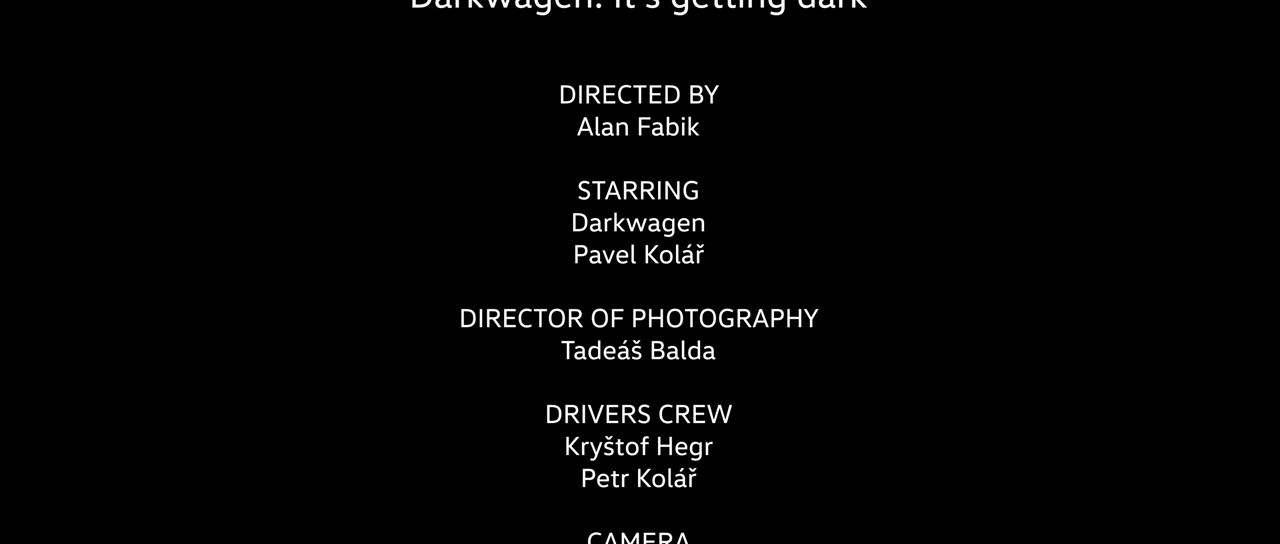 Darkwagen: It's getting dark
DIRECTED BY
Alan Fabik
STARRING
Darkwagen
Pavel Kolář
DIRECTOR OF PHOTOGRAPHY
Tadeáš Balda
DRIVERS CREW
Kryštof Hegr
Petr Kolář
CAMERA